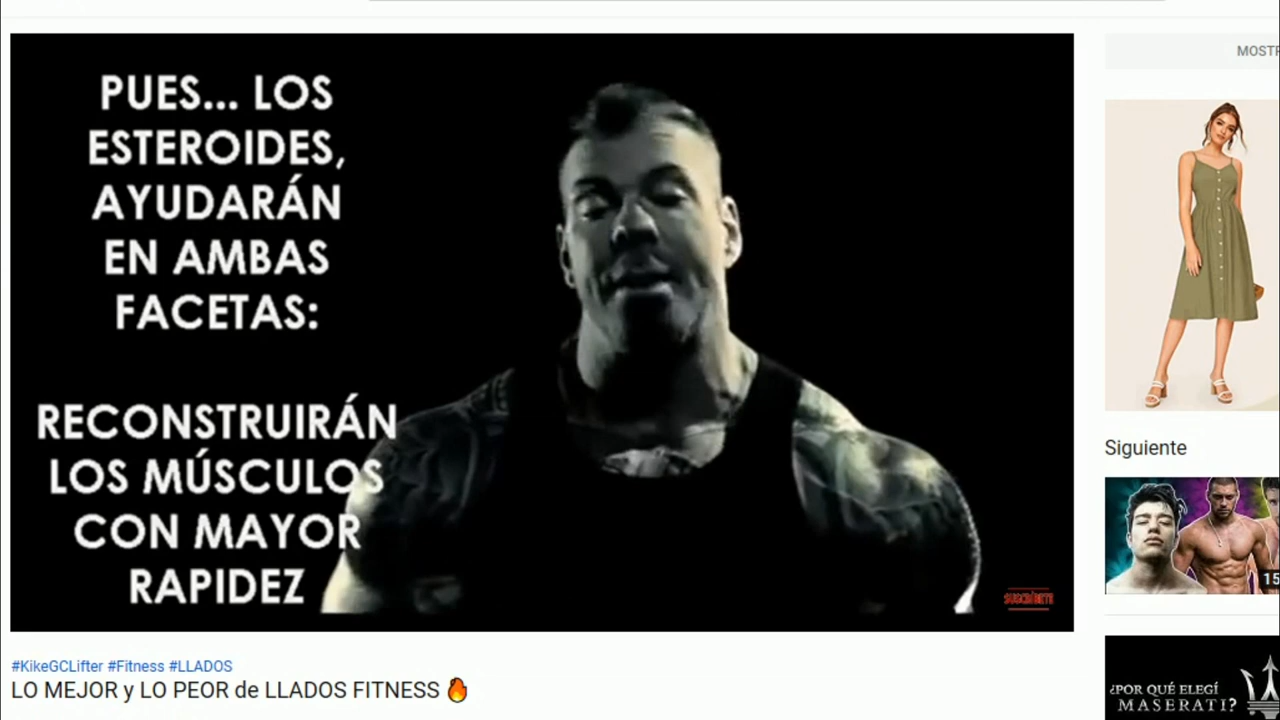 PUES... LOS
ESTEROIDES,
AYUDARÁN
EN AMBAS
FACETAS:
RECONSTRUIRÁN
LOS MÚSCULOS
CON MAYOR
RAPIDEZ
SUSCRÍBETE
#KikeGCLifter #Fitness #LLADOS
LO MEJOR y LO PEOR de LLADOS FITNESS
MOSTR
Siguiente
15
¿POR QUÉ ELEGÍ
MASERATI?